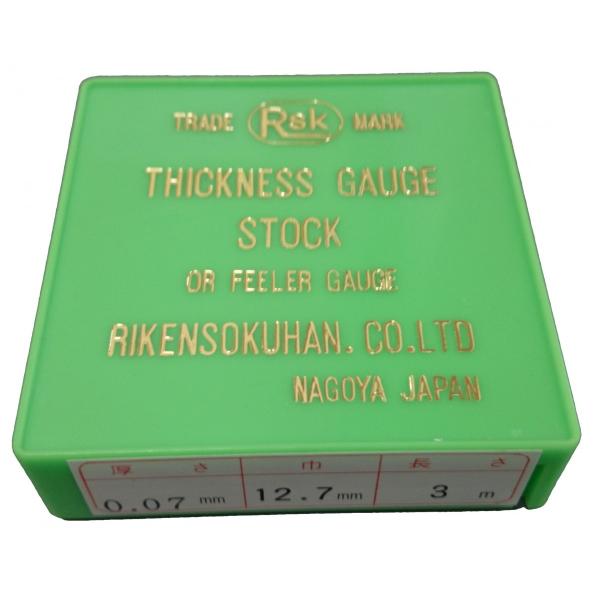 TRADE Rsk MARK
THICKNESS GAUGE
STOCK
OR FEELER GAUGE
RIKENSOKUHAN. CO. LTD
NAGOYA JAPAN
厚さ 巾 長さ
0.07 mm 12.7 mm 3 m